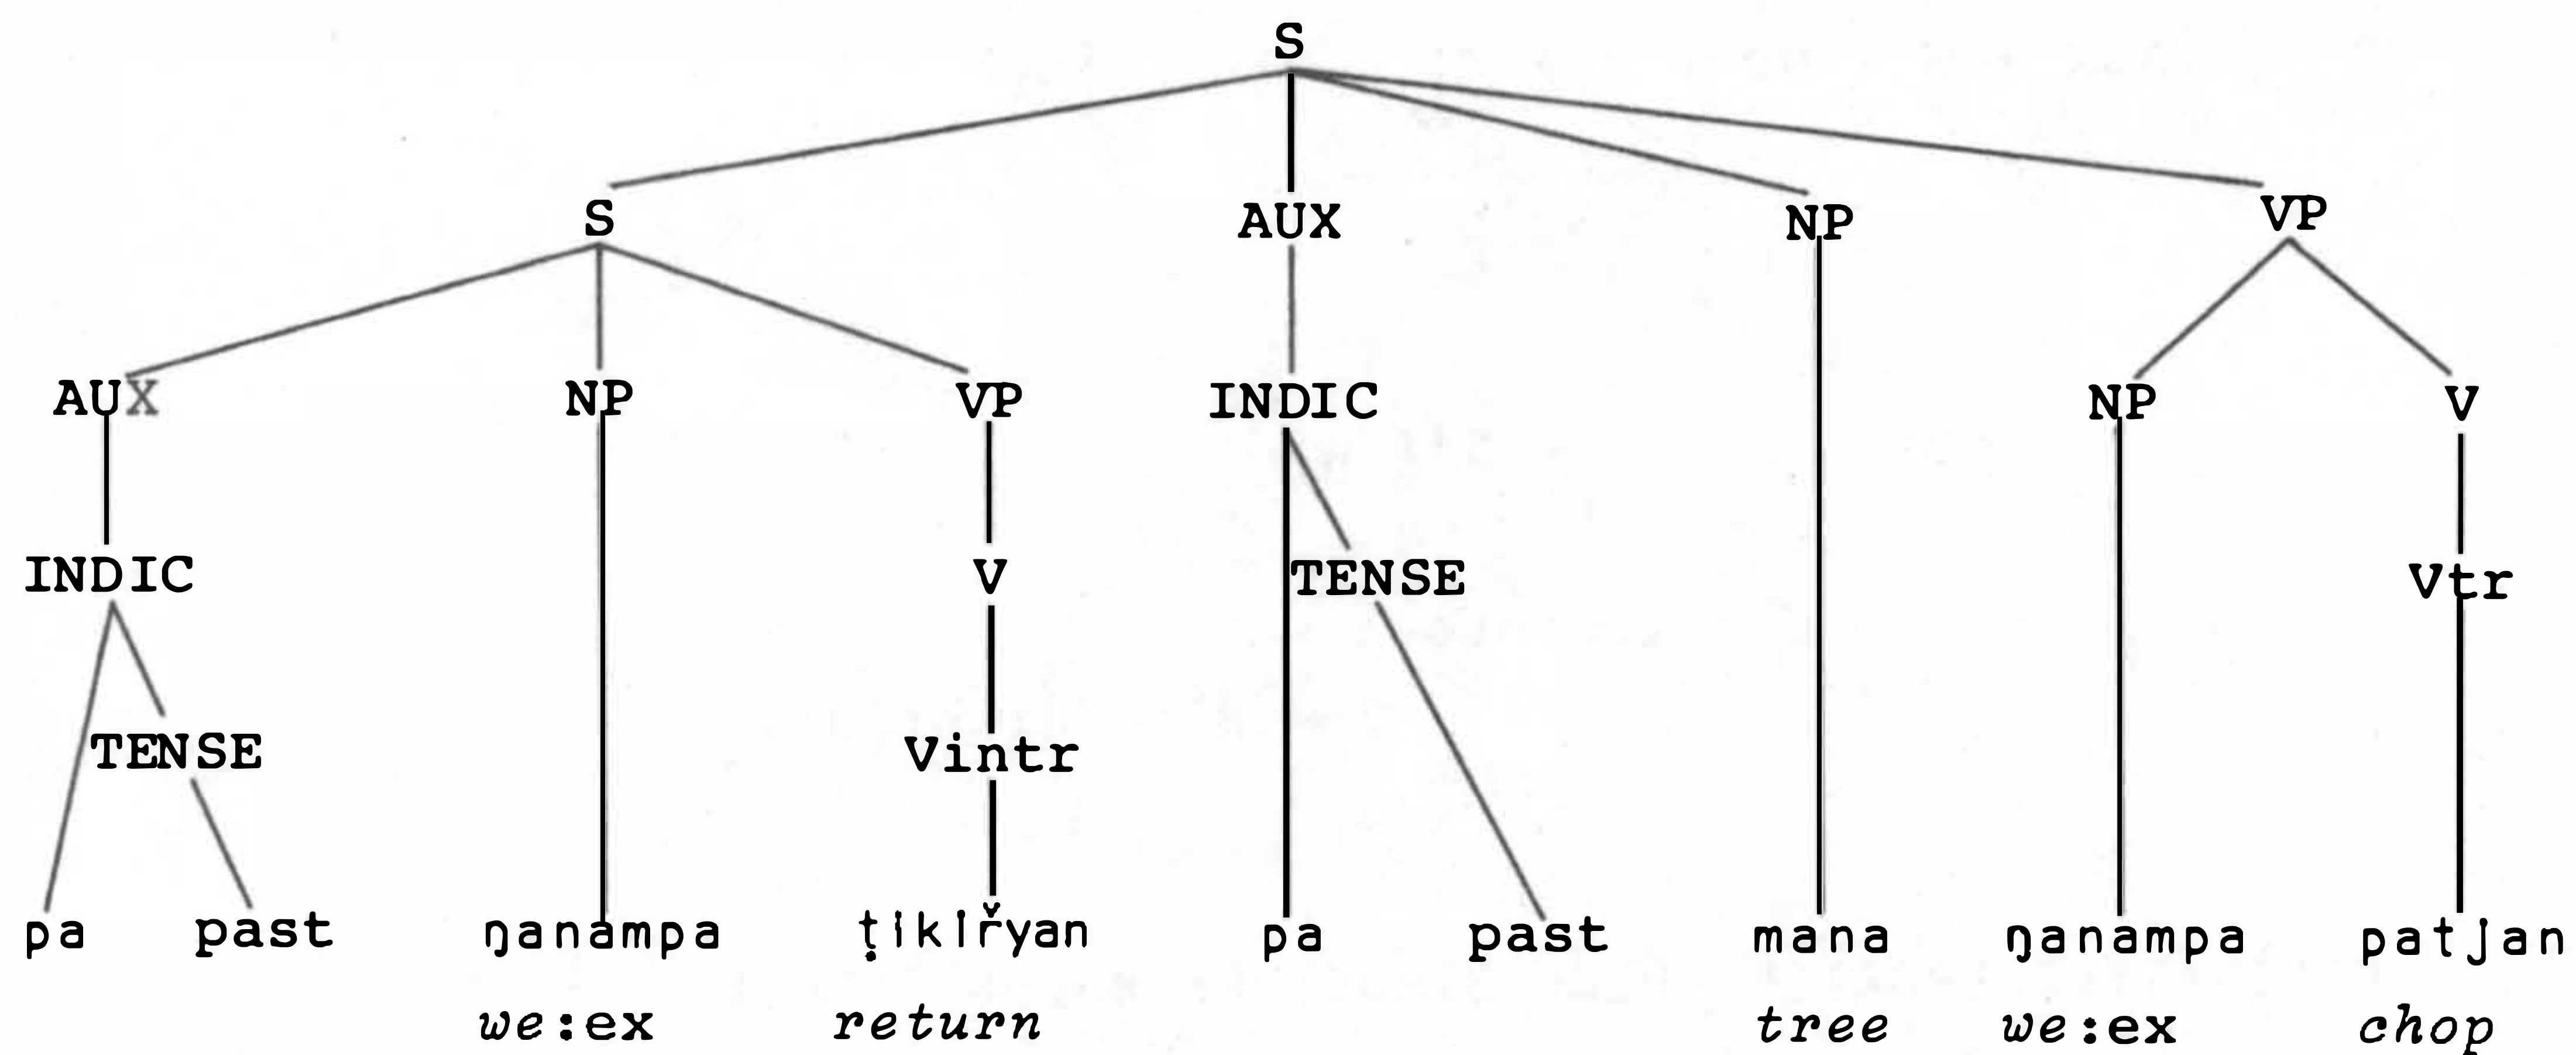 S
S AUX NP VP
AUX NP VP INDIC NP V
INDIC V TENSE Vtr
TENSE Vintr
pa past ŋanampa ţikiřyan pa past mana ŋanampa patjan
we:ex return tree we:ex chop